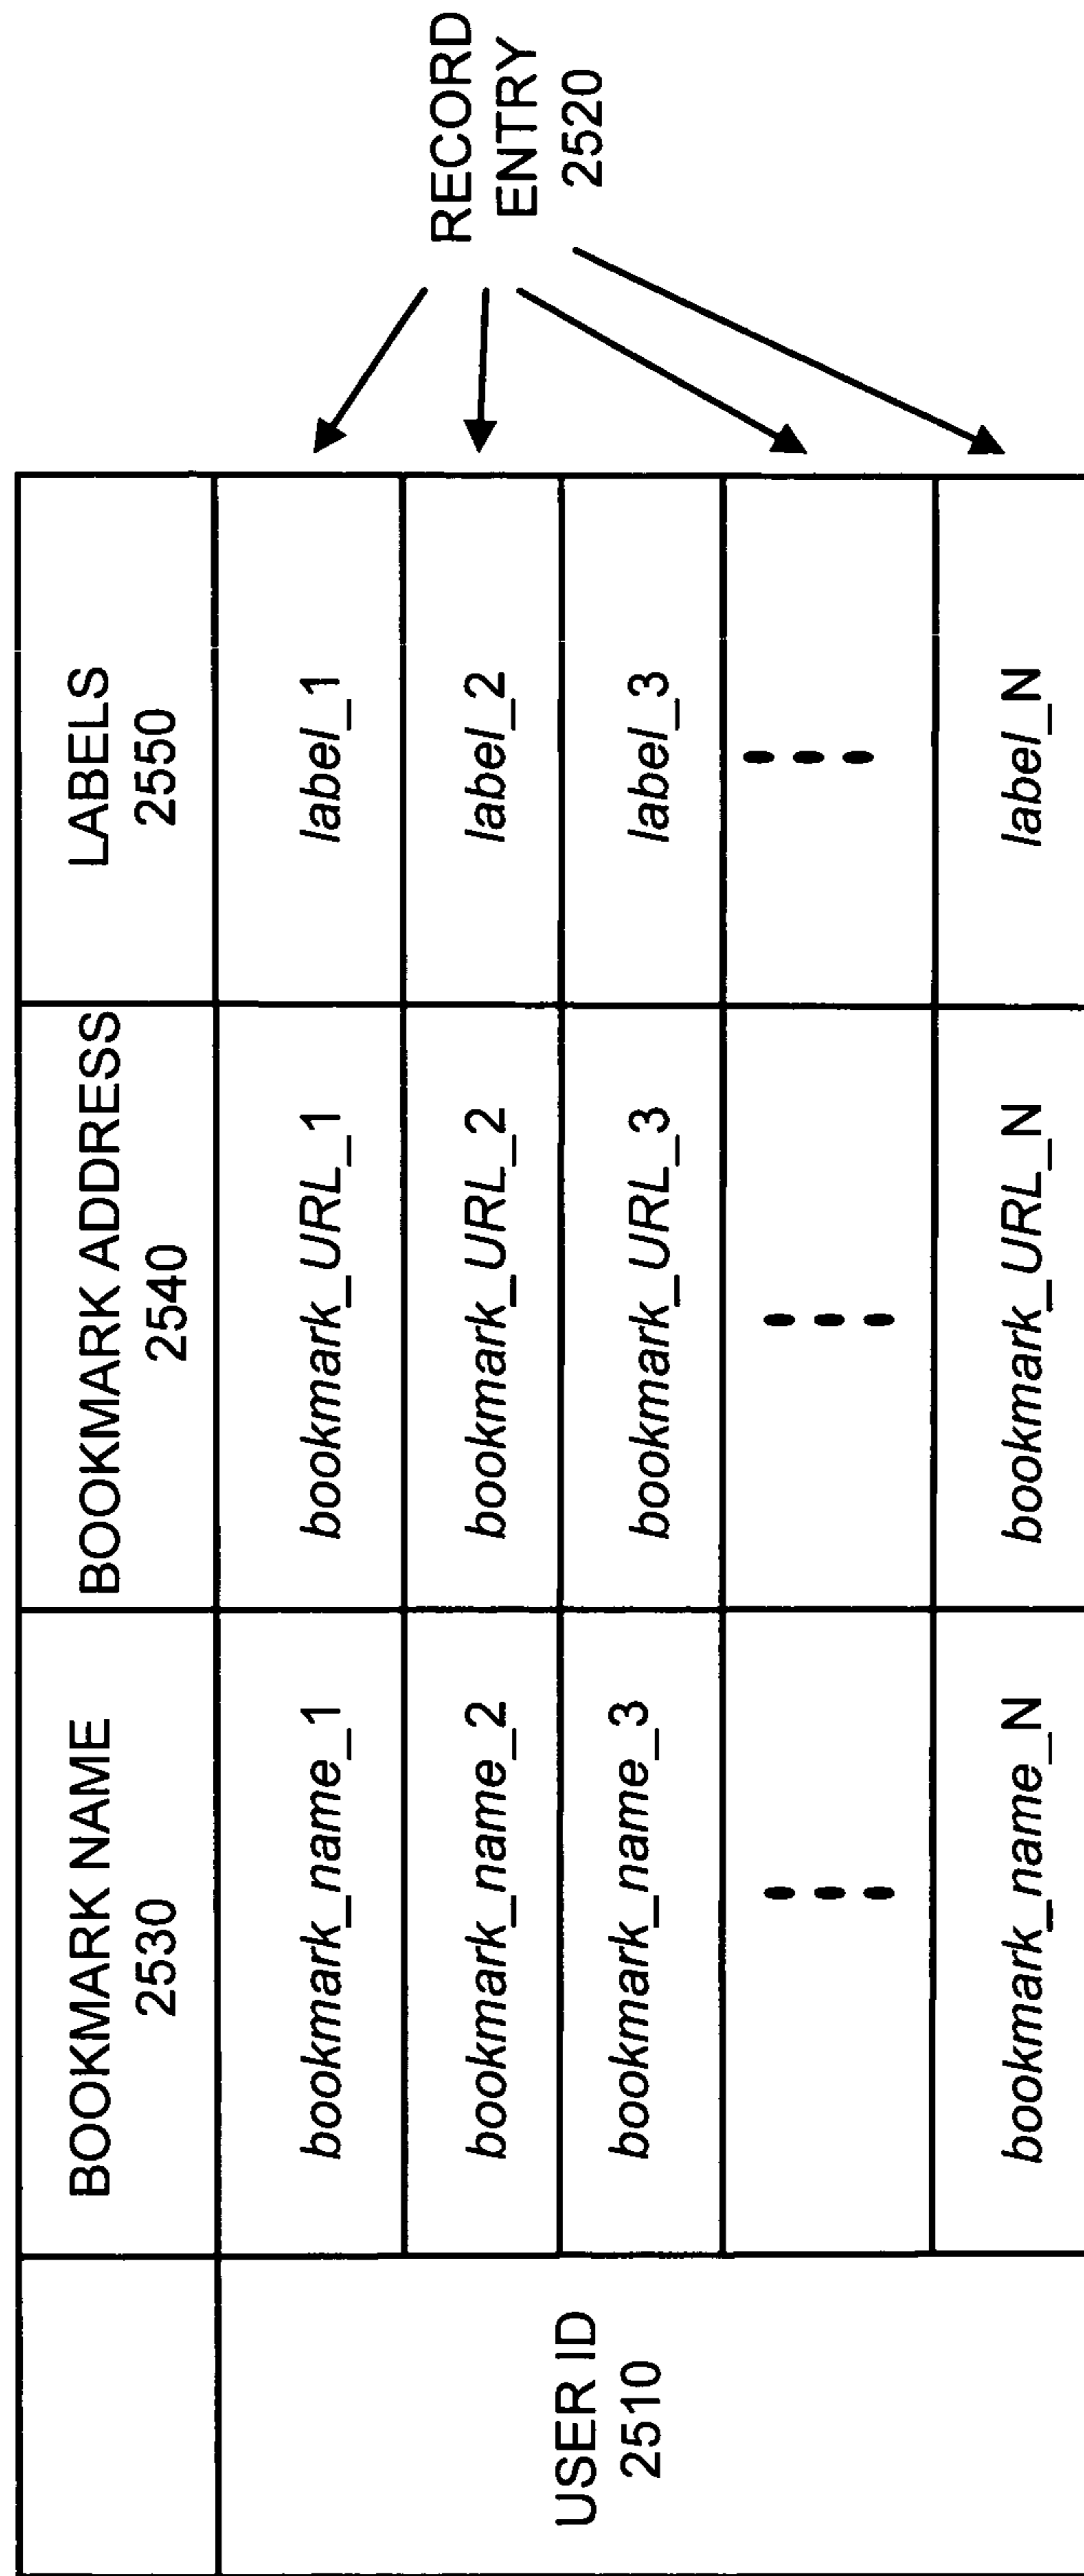 BOOKMARK NAME
2530
BOOKMARK ADDRESS
2540
LABELS
2550
USER ID
2510
bookmark_name_1
bookmark_URL_1
label_1
bookmark_name_2
bookmark_URL_2
label_2
bookmark_name_3
bookmark_URL_3
label_3
bookmark_name_N
bookmark_URL_N
label_N
RECORD
ENTRY
2520